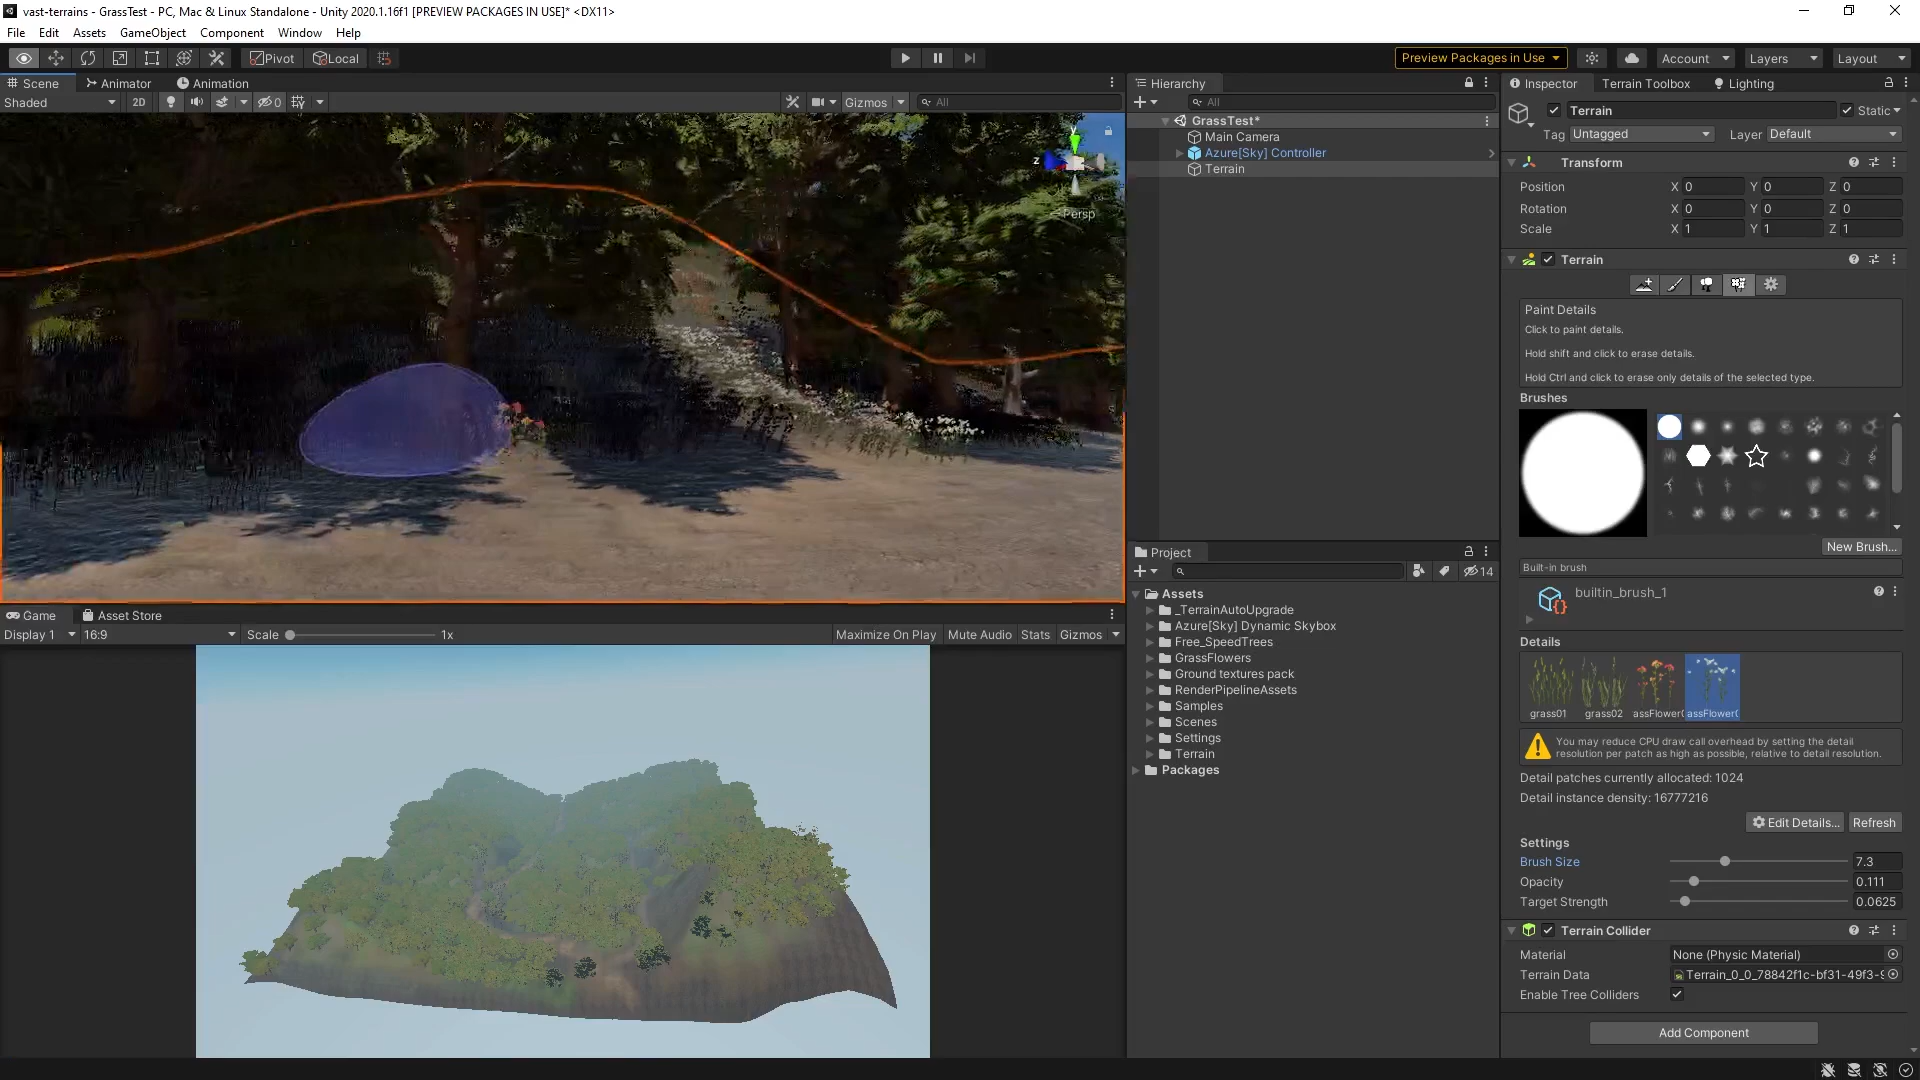 vast-terrains - GrassTest - PC, Mac & Linux Standalone - Unity 2020.1.16f1 [PREVIEW PACKAGES IN USE]* <DX11>
File Edit Assets GameObject Component Window Help
Pivot Local Preview Packages in Use Account Layers Layout
Scene Animator Animation
Shaded 2D 0 Gizmos All
y
z
Persp
Game Asset Store
Display 1 16:9 Scale 1x Maximize On Play Mute Audio Stats Gizmos
Hierarchy
All
GrassTest*
Main Camera
Azure[Sky] Controller
Terrain
Project
14
Assets
_TerrainAutoUpgrade
Azure[Sky] Dynamic Skybox
Free_SpeedTrees
GrassFlowers
Ground textures pack
RenderPipelineAssets
Samples
Scenes
Settings
Terrain
Packages
Inspector Terrain Toolbox Lighting
Terrain Static
Tag Untagged Layer Default
Transform
Position X 0 Y 0 Z 0
Rotation X 0 Y 0 Z 0
Scale X 1 Y 1 Z 1
Terrain
Paint Details
Click to paint details.
Hold shift and click to erase details.
Hold Ctrl and click to erase only details of the selected type.
Brushes
New Brush...
Built-in brush
builtin_brush_1
Details
grass01 grass02 assFlower( assFlower(
You may reduce CPU draw call overhead by setting the detail
resolution per patch as high as possible, relative to detail resolution.
Detail patches currently allocated: 1024
Detail instance density: 16777216
Edit Details... Refresh
Settings
Brush Size 7.3
Opacity 0.111
Target Strength 0.0625
Terrain Collider
Material None (Physic Material)
Terrain Data Terrain_0_0_78842f1c-bf31-49f3-9
Enable Tree Colliders
Add Component